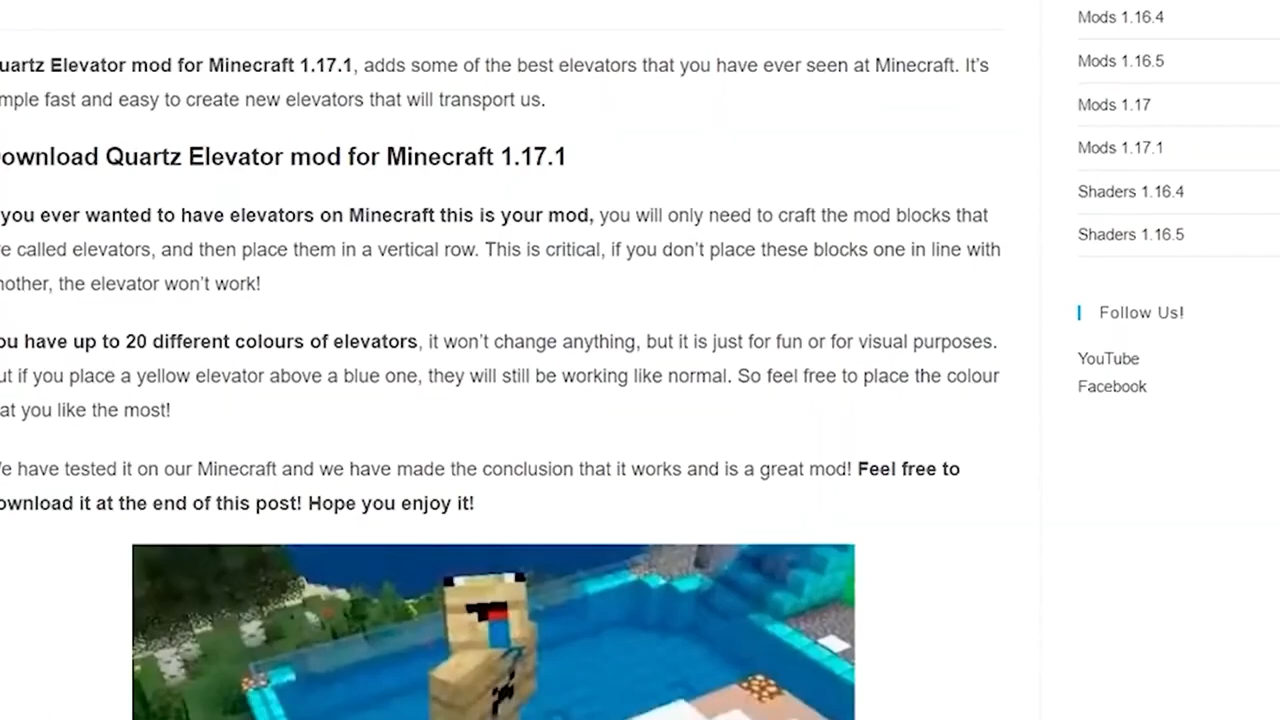 uartz Elevator mod for Minecraft 1.17.1, adds some of the best elevators that you have ever seen at Minecraft. It’s
mple fast and easy to create new elevators that will transport us.
ownload Quartz Elevator mod for Minecraft 1.17.1
you ever wanted to have elevators on Minecraft this is your mod, you will only need to craft the mod blocks that
e called elevators, and then place them in a vertical row. This is critical, if you don’t place these blocks one in line with
nother, the elevator won’t work!
ou have up to 20 different colours of elevators, it won’t change anything, but it is just for fun or for visual purposes.
ut if you place a yellow elevator above a blue one, they will still be working like normal. So feel free to place the colour
at you like the most!
e have tested it on our Minecraft and we have made the conclusion that it works and is a great mod! Feel free to
ownload it at the end of this post! Hope you enjoy it!
Mods 1.16.4
Mods 1.16.5
Mods 1.17
Mods 1.17.1
Shaders 1.16.4
Shaders 1.16.5
Follow Us!
YouTube
Facebook